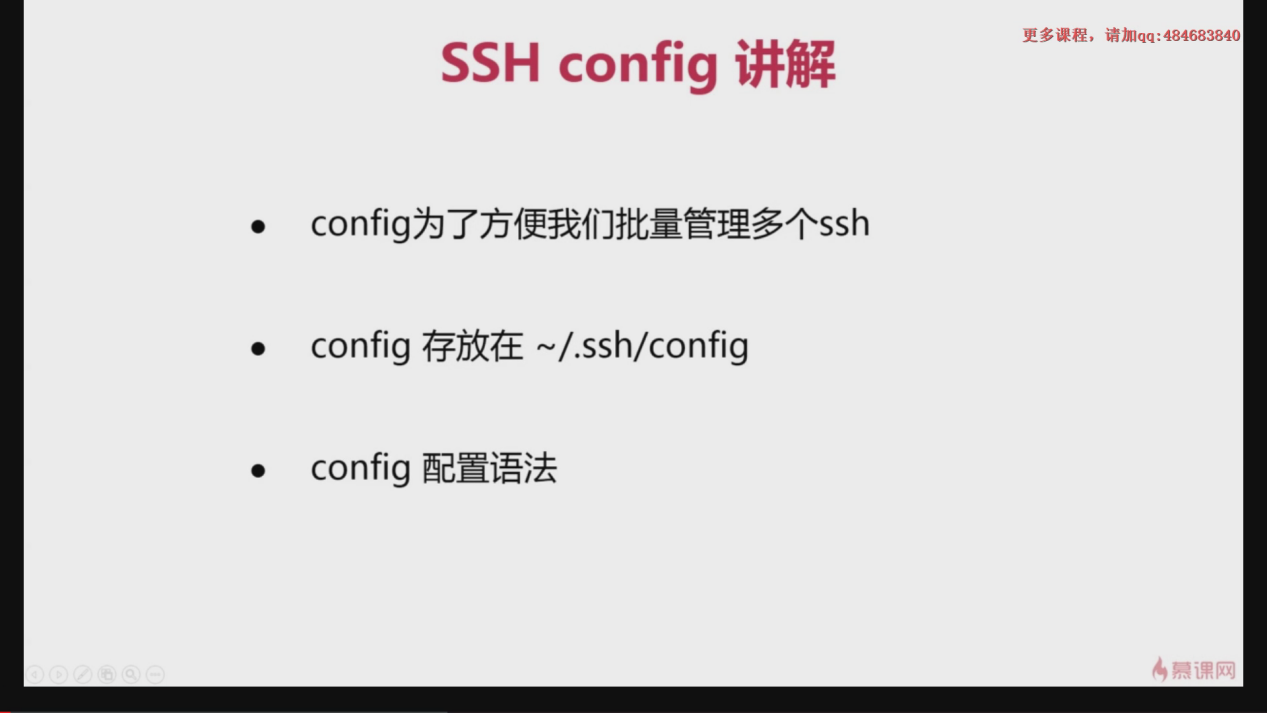 更多课程，请加qq:484683840
SSH config 讲解
● config为了方便我们批量管理多个ssh
● config 存放在 ~/.ssh/config
● config 配置语法
慕课网